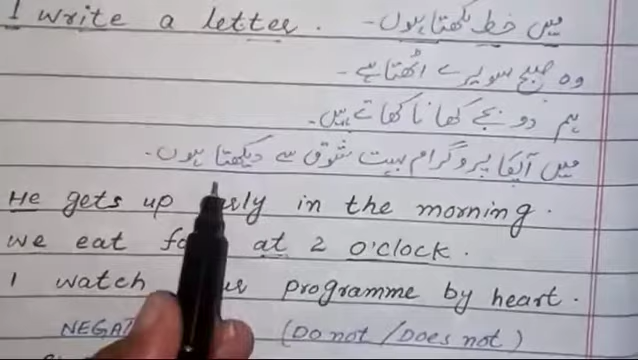 I write a letter. میں خط لکھتا ہوں۔
وہ صبح سویرے اٹھتا ہے۔
ہم دو بجے کھانا کھاتے ہیں۔
میں آپکا پروگرام بہت شوق سے دیکھتا ہوں۔
He gets up in the morning.
We eat at 2 o'clock.
I watch programme by heart.
(Do not / Does not)